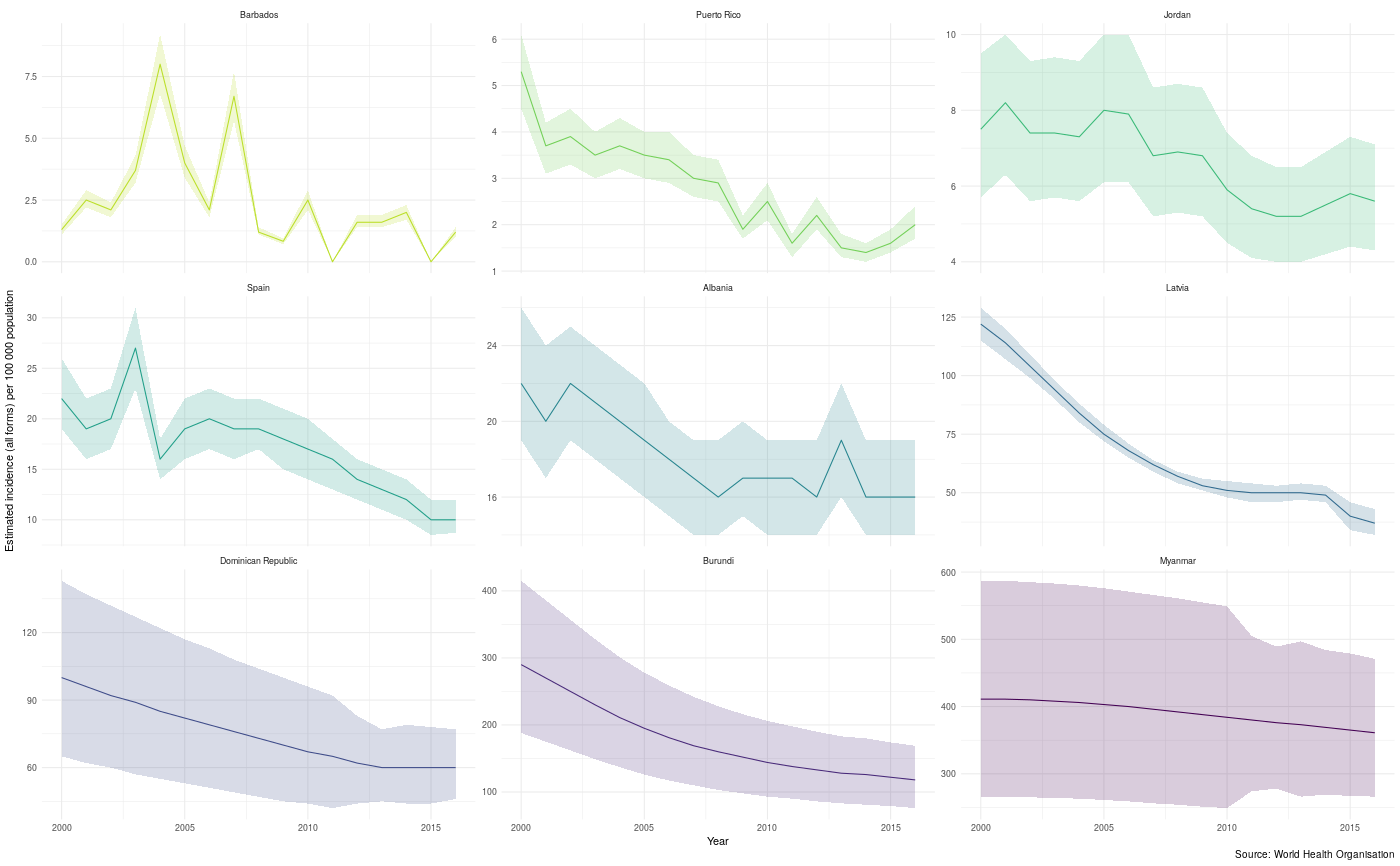 Barbados
Puerto Rico
Jordan
7.5
5.0
2.5
0.0
6
5
4
3
2
1
10
8
6
4
Estimated incidence (all forms) per 100 000 population
Spain
Albania
Latvia
30
25
20
15
10
24
20
16
125
100
75
50
Dominican Republic
Burundi
Myanmar
120
90
60
400
300
200
100
600
500
400
300
2000 2005 2010 2015
2000 2005 2010 2015
2000 2005 2010 2015
Year
Source: World Health Organisation